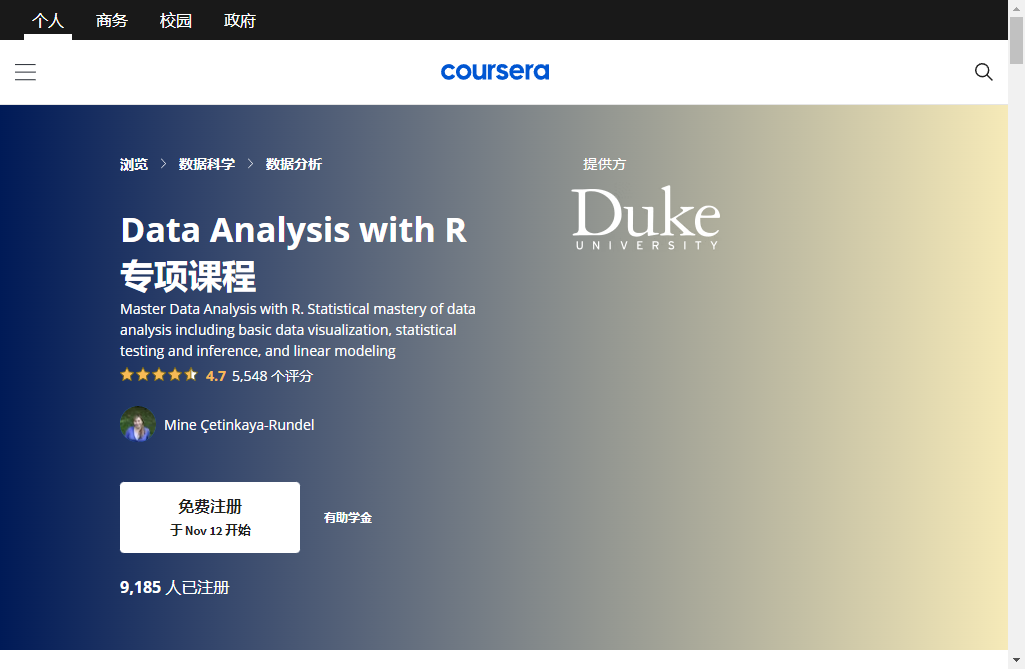 个人 商务 校园 政府
coursera
浏览 数据科学 数据分析
提供方
Duke
UNIVERSITY
Data Analysis with R
专项课程
Master Data Analysis with R. Statistical mastery of data
analysis including basic data visualization, statistical
testing and inference, and linear modeling
4.7 5,548 个评分
Mine Çetinkaya-Rundel
免费注册
于 Nov 12 开始
有助学金
9,185 人已注册